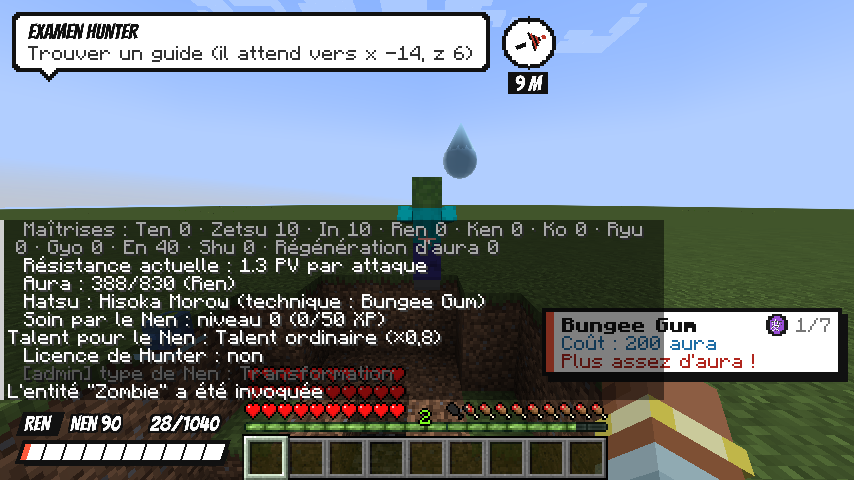 EXAMEN HUNTER
Trouver un guide (il attend vers x -14, z 6)
9 M
Maîtrises : Ten 0 · Zetsu 10 · In 10 · Ren 0 · Ken 0 · Ko 0 · Ryu
0 · Gyo 0 · En 40 · Shu 0 · Régénération d'aura 0
Résistance actuelle : 1.3 PV par attaque
Aura : 388/830 (Ren)
Hatsu : Hisoka Morow (technique : Bungee Gum)
Soin par le Nen : niveau 0 (0/50 XP)
Talent pour le Nen : Talent ordinaire (×0,8)
Licence de Hunter : non
[admin] type de Nen : Transformation
L'entité "Zombie" a été invoquée
Bungee Gum
1/7
Coût : 200 aura
Plus assez d'aura !
REN NEN 90 28/1040
2